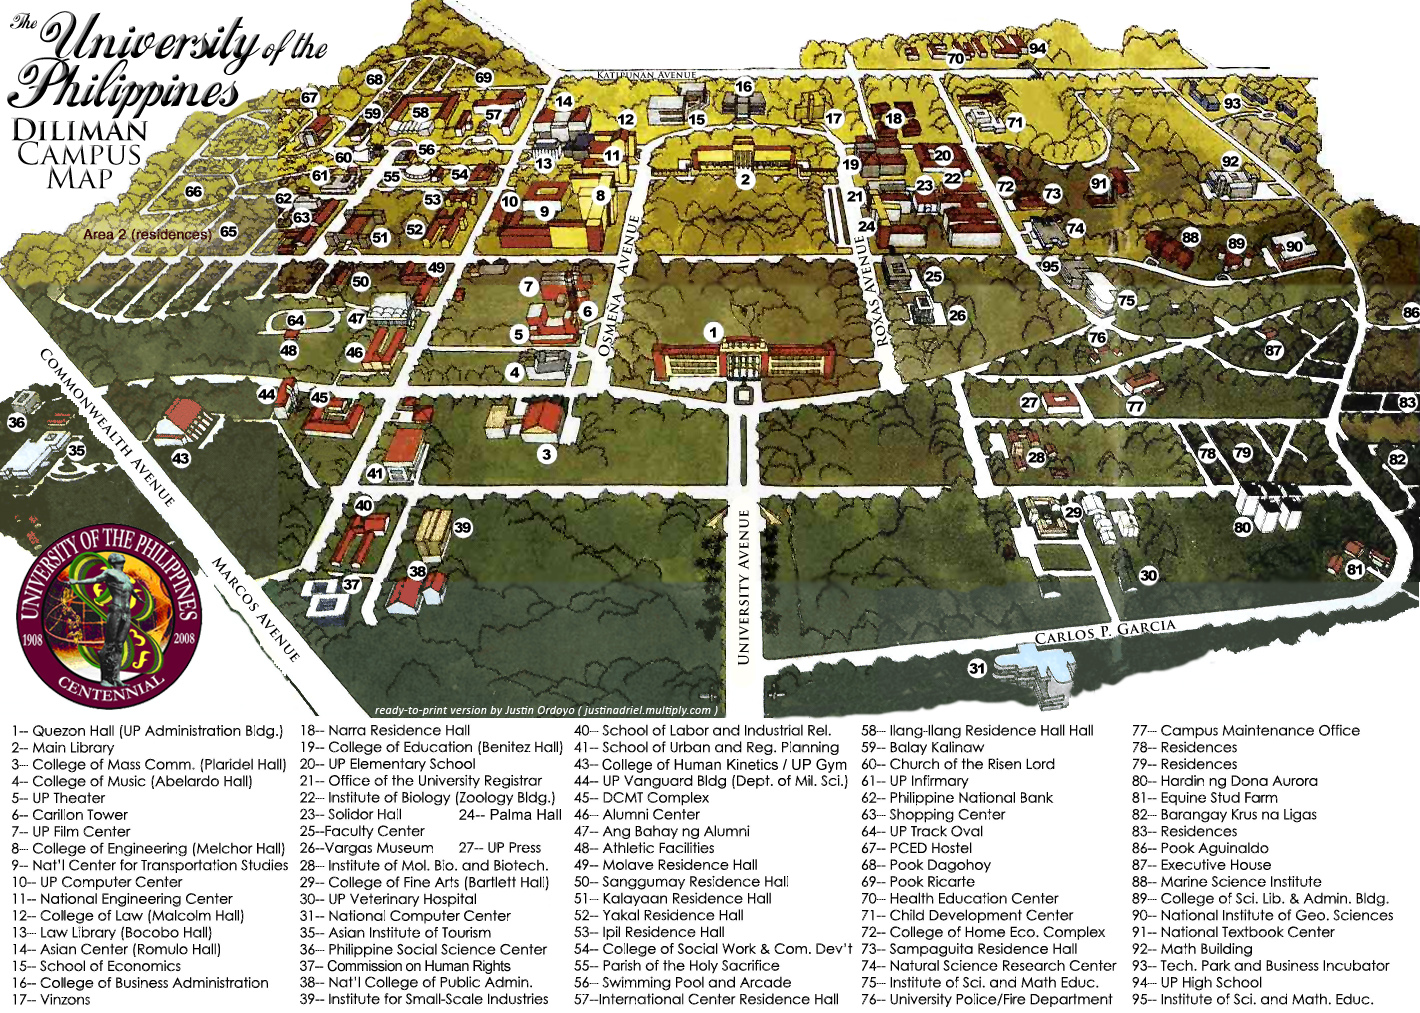 The
University of the
Philippines
DILIMAN
CAMPUS
MAP
KATIPUNAN AVENUE
OSMENA AVENUE
ROXAS AVENUE
COMMONWEALTH AVENUE
MARCOS AVENUE
UNIVERSITY AVENUE
CARLOS P. GARCIA
Area 2 (residences)
UNIVERSITY OF THE PHILIPPINES
1908
2008
CENTENNIAL
ready-to-print version by Justin Ordoyo ( justinadriel.multiply.com )
1-- Quezon Hall (UP Administration Bldg.)
2-- Main Library
3-- College of Mass Comm. (Plaridel Hall)
4-- College of Music (Abelardo Hall)
5-- UP Theater
6-- Carillon Tower
7-- UP Film Center
8-- College of Engineering (Melchor Hall)
9-- Nat'l Center for Transportation Studies
10-- UP Computer Center
11-- National Engineering Center
12-- College of Law (Malcolm Hall)
13-- Law Library (Bocobo Hall)
14-- Asian Center (Romulo Hall)
15-- School of Economics
16-- College of Business Administration
17-- Vinzons
18-- Narra Residence Hall
19-- College of Education (Benitez Hall)
20-- UP Elementary School
21-- Office of the University Registrar
22-- Institute of Biology (Zoology Bldg.)
23-- Solidor Hall 24-- Palma Hall
25--Faculty Center
26--Vargas Museum 27-- UP Press
28-- Institute of Mol. Bio. and Biotech.
29-- College of Fine Arts (Bartlett Hall)
30-- UP Veterinary Hospital
31-- National Computer Center
35-- Asian Institute of Tourism
36-- Philippine Social Science Center
37-- Commission on Human Rights
38-- Nat'l College of Public Admin.
39-- Institute for Small-Scale Industries
40-- School of Labor and Industrial Rel.
41-- School of Urban and Reg. Planning
43-- College of Human Kinetics / UP Gym
44-- UP Vanguard Bldg (Dept. of Mil. Sci.)
45-- DCMT Complex
46-- Alumni Center
47-- Ang Bahay ng Alumni
48-- Athletic Facilities
49-- Molave Residence Hall
50-- Sanggumay Residence Hall
51-- Kalayaan Residence Hall
52-- Yakal Residence Hall
53-- Ipil Residence Hall
54-- College of Social Work & Com. Dev't
55-- Parish of the Holy Sacrifice
56-- Swimming Pool and Arcade
57--International Center Residence Hall
58-- Ilang-Ilang Residence Hall Hall
59-- Balay Kalinaw
60-- Church of the Risen Lord
61-- UP Infirmary
62-- Philippine National Bank
63-- Shopping Center
64-- UP Track Oval
67-- PCED Hostel
68-- Pook Dagohoy
69-- Pook Ricarte
70-- Health Education Center
71-- Child Development Center
72-- College of Home Eco. Complex
73-- Sampaguita Residence Hall
74-- Natural Science Research Center
75-- Institute of Sci. and Math Educ.
76-- University Police/Fire Department
77-- Campus Maintenance Office
78-- Residences
79-- Residences
80-- Hardin ng Dona Aurora
81-- Equine Stud Farm
82-- Barangay Krus na Ligas
83-- Residences
86-- Pook Aguinaldo
87-- Executive House
88-- Marine Science Institute
89-- College of Sci. Lib. & Admin. Bldg.
90-- National Institute of Geo. Sciences
91-- National Textbook Center
92-- Math Building
93-- Tech. Park and Business Incubator
94-- UP High School
95-- Institute of Sci. and Math. Educ.